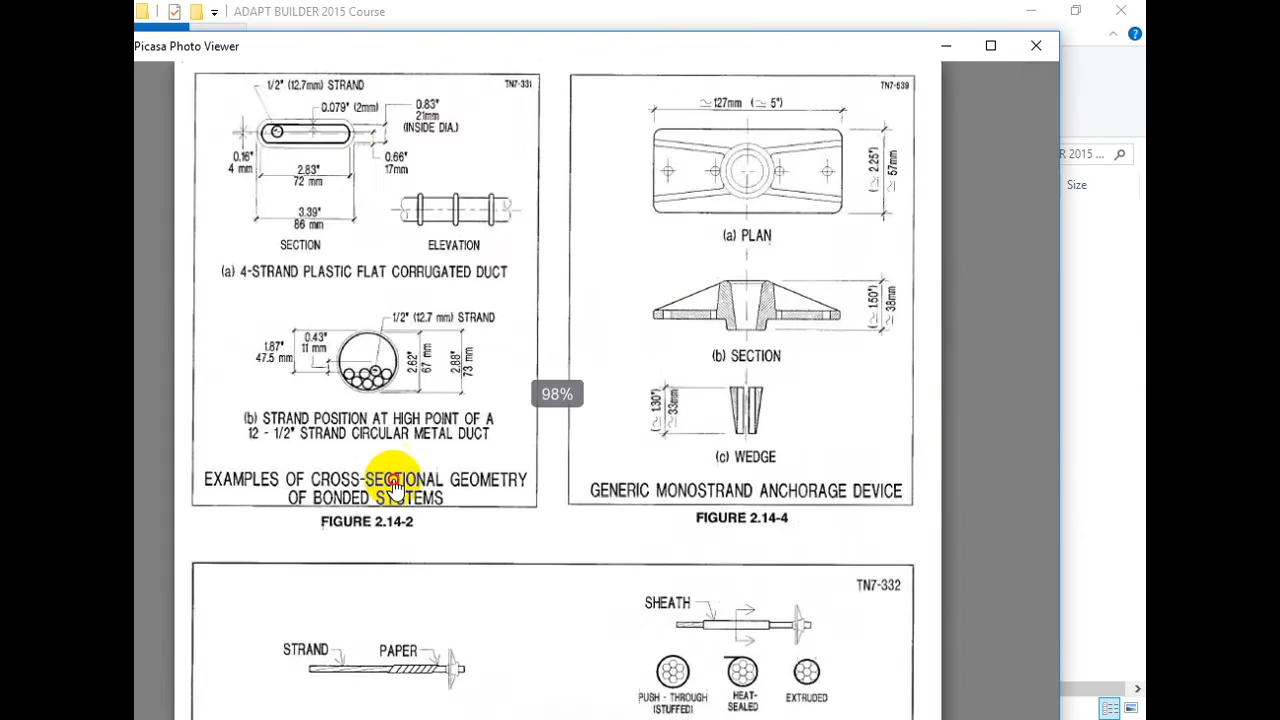 ADAPT BUILDER 2015 Course
Picasa Photo Viewer
1/2" (12.7mm) STRAND
TN7-331
0.079" (2mm)
0.83"
21mm
(INSIDE DIA.)
0.16"
4 mm
0.66"
17mm
2.83"
72 mm
3.39"
86 mm
SECTION
ELEVATION
(a) 4-STRAND PLASTIC FLAT CORRUGATED DUCT
1/2" (12.7 mm) STRAND
1.87"
47.5 mm
0.43"
11 mm
2.62"
67 mm
2.88"
73 mm
(b) STRAND POSITION AT HIGH POINT OF A
12 - 1/2" STRAND CIRCULAR METAL DUCT
EXAMPLES OF CROSS-SECTIONAL GEOMETRY
OF BONDED SYSTEMS
FIGURE 2.14-2
98%
TN7-539
≃127mm (≃ 5")
(≃ 2.25")
≃ 57mm
(a) PLAN
(≃ 1.50")
≃ 38mm
(b) SECTION
(≃ 1.30")
≃ 33mm
(c) WEDGE
GENERIC MONOSTRAND ANCHORAGE DEVICE
FIGURE 2.14-4
TN7-332
STRAND
PAPER
SHEATH
PUSH - THROUGH
(STUFFED)
HEAT-
SEALED
EXTRUDED
R 2015 ...
Size